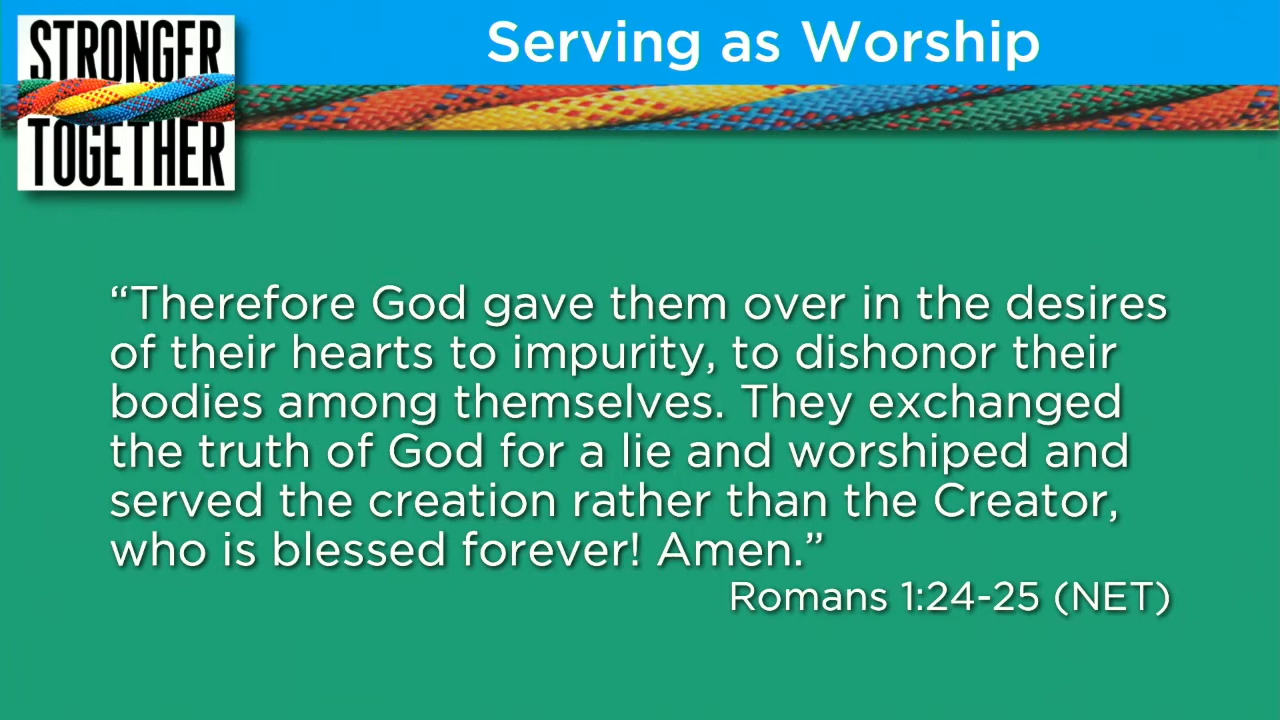 STRONGER
TOGETHER
Serving as Worship
“Therefore God gave them over in the desires
of their hearts to impurity, to dishonor their
bodies among themselves. They exchanged
the truth of God for a lie and worshiped and
served the creation rather than the Creator,
who is blessed forever! Amen.”
Romans 1:24-25 (NET)